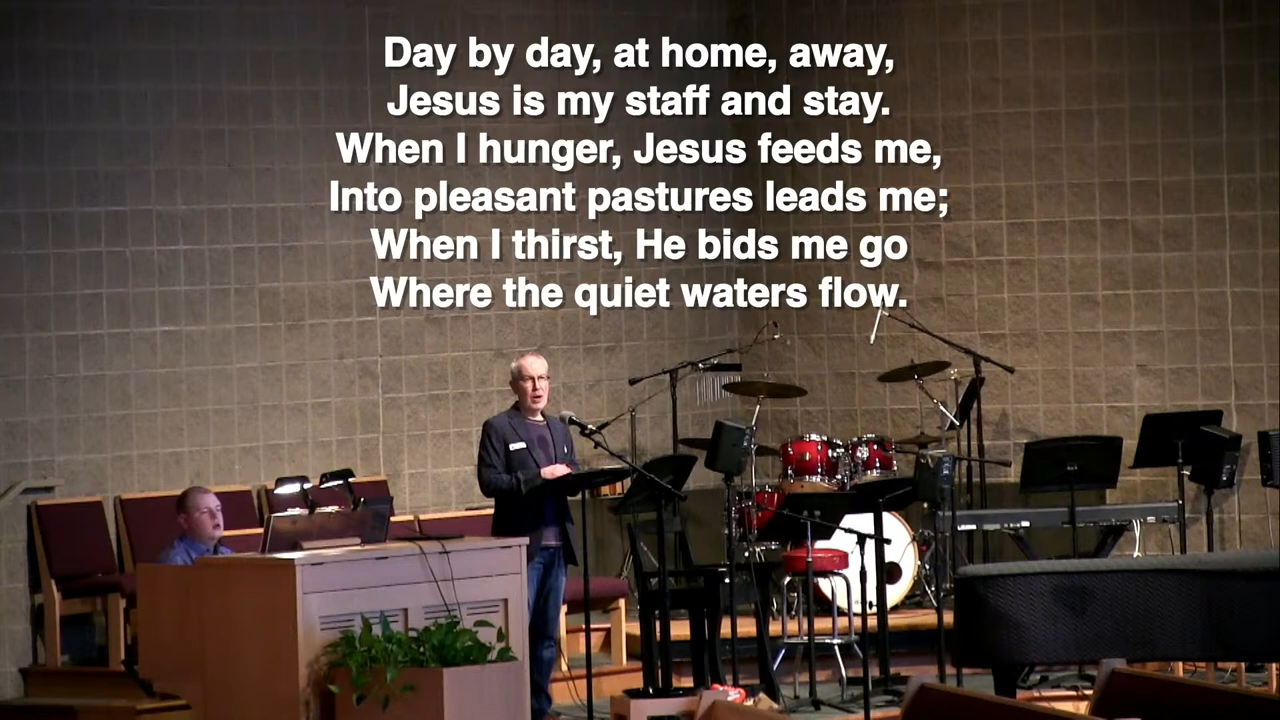 Day by day, at home, away,
Jesus is my staff and stay.
When I hunger, Jesus feeds me,
Into pleasant pastures leads me;
When I thirst, He bids me go
Where the quiet waters flow.